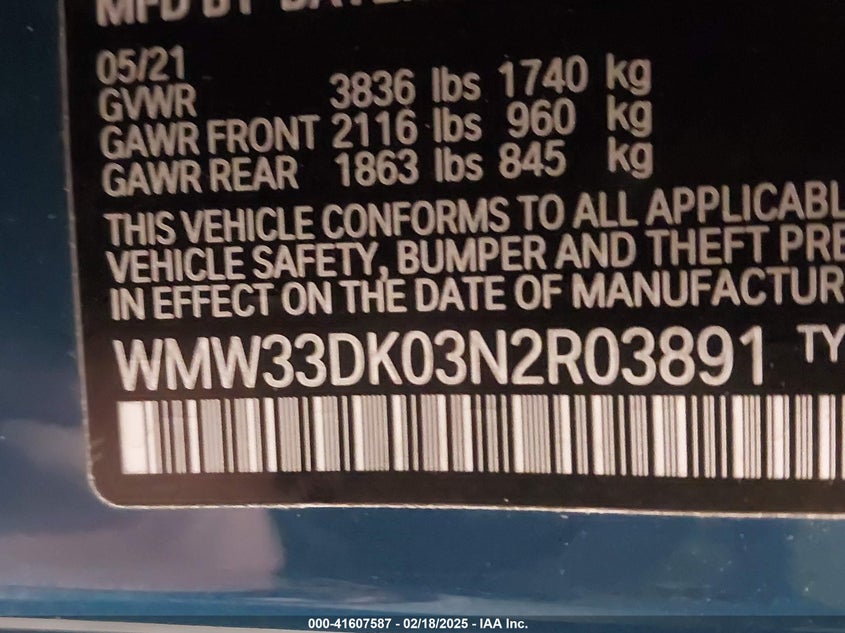 MFD BY
05/21
GVWR 3836 lbs 1740 kg
GAWR FRONT 2116 lbs 960 kg
GAWR REAR 1863 lbs 845 kg
THIS VEHICLE CONFORMS TO ALL APPLICABL
VEHICLE SAFETY, BUMPER AND THEFT PRE
IN EFFECT ON THE DATE OF MANUFACTUR
WMW33DK03N2R03891 TY
000-41607587 - 02/18/2025 - IAA Inc.